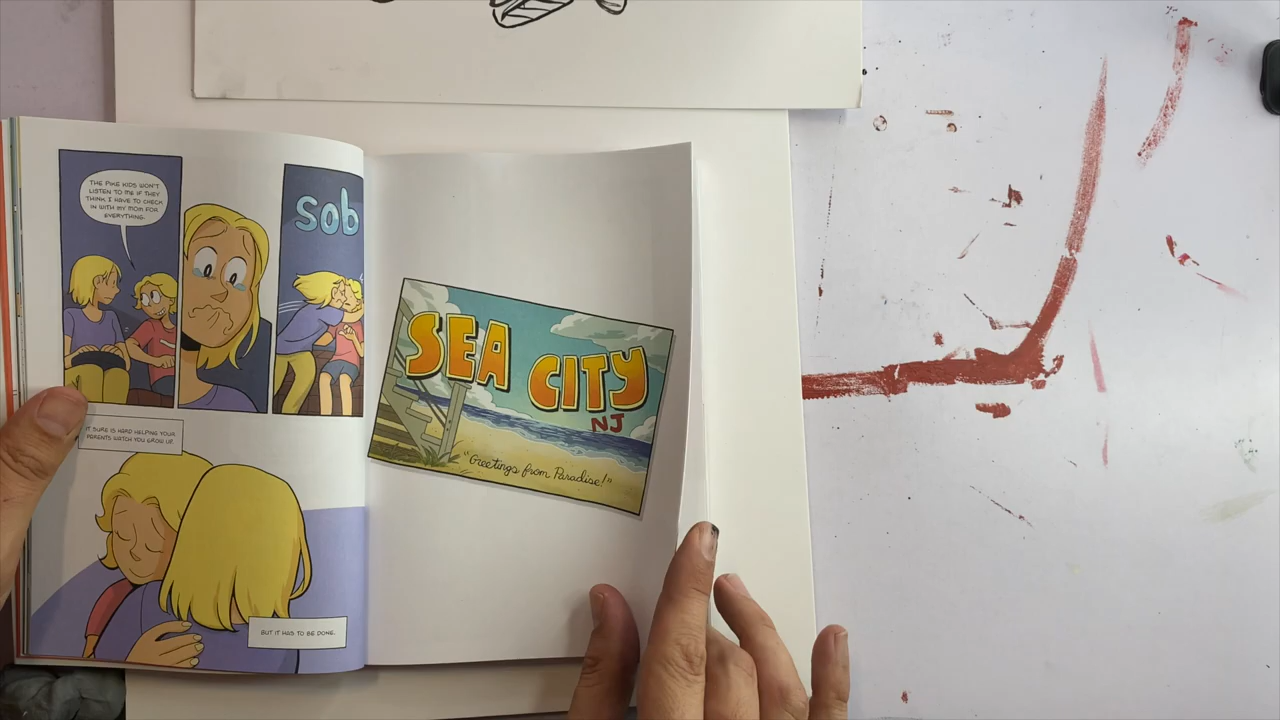 THE PIKE KIDS WON'T
LISTEN TO ME IF THEY
THINK I HAVE TO CHECK
IN WITH MY MOM FOR
EVERYTHING.
sob
IT SURE IS HARD HELPING YOUR
PARENTS WATCH YOU GROW UP.
BUT IT HAS TO BE DONE.
SEA CITY
NJ
"Greetings from Paradise!"